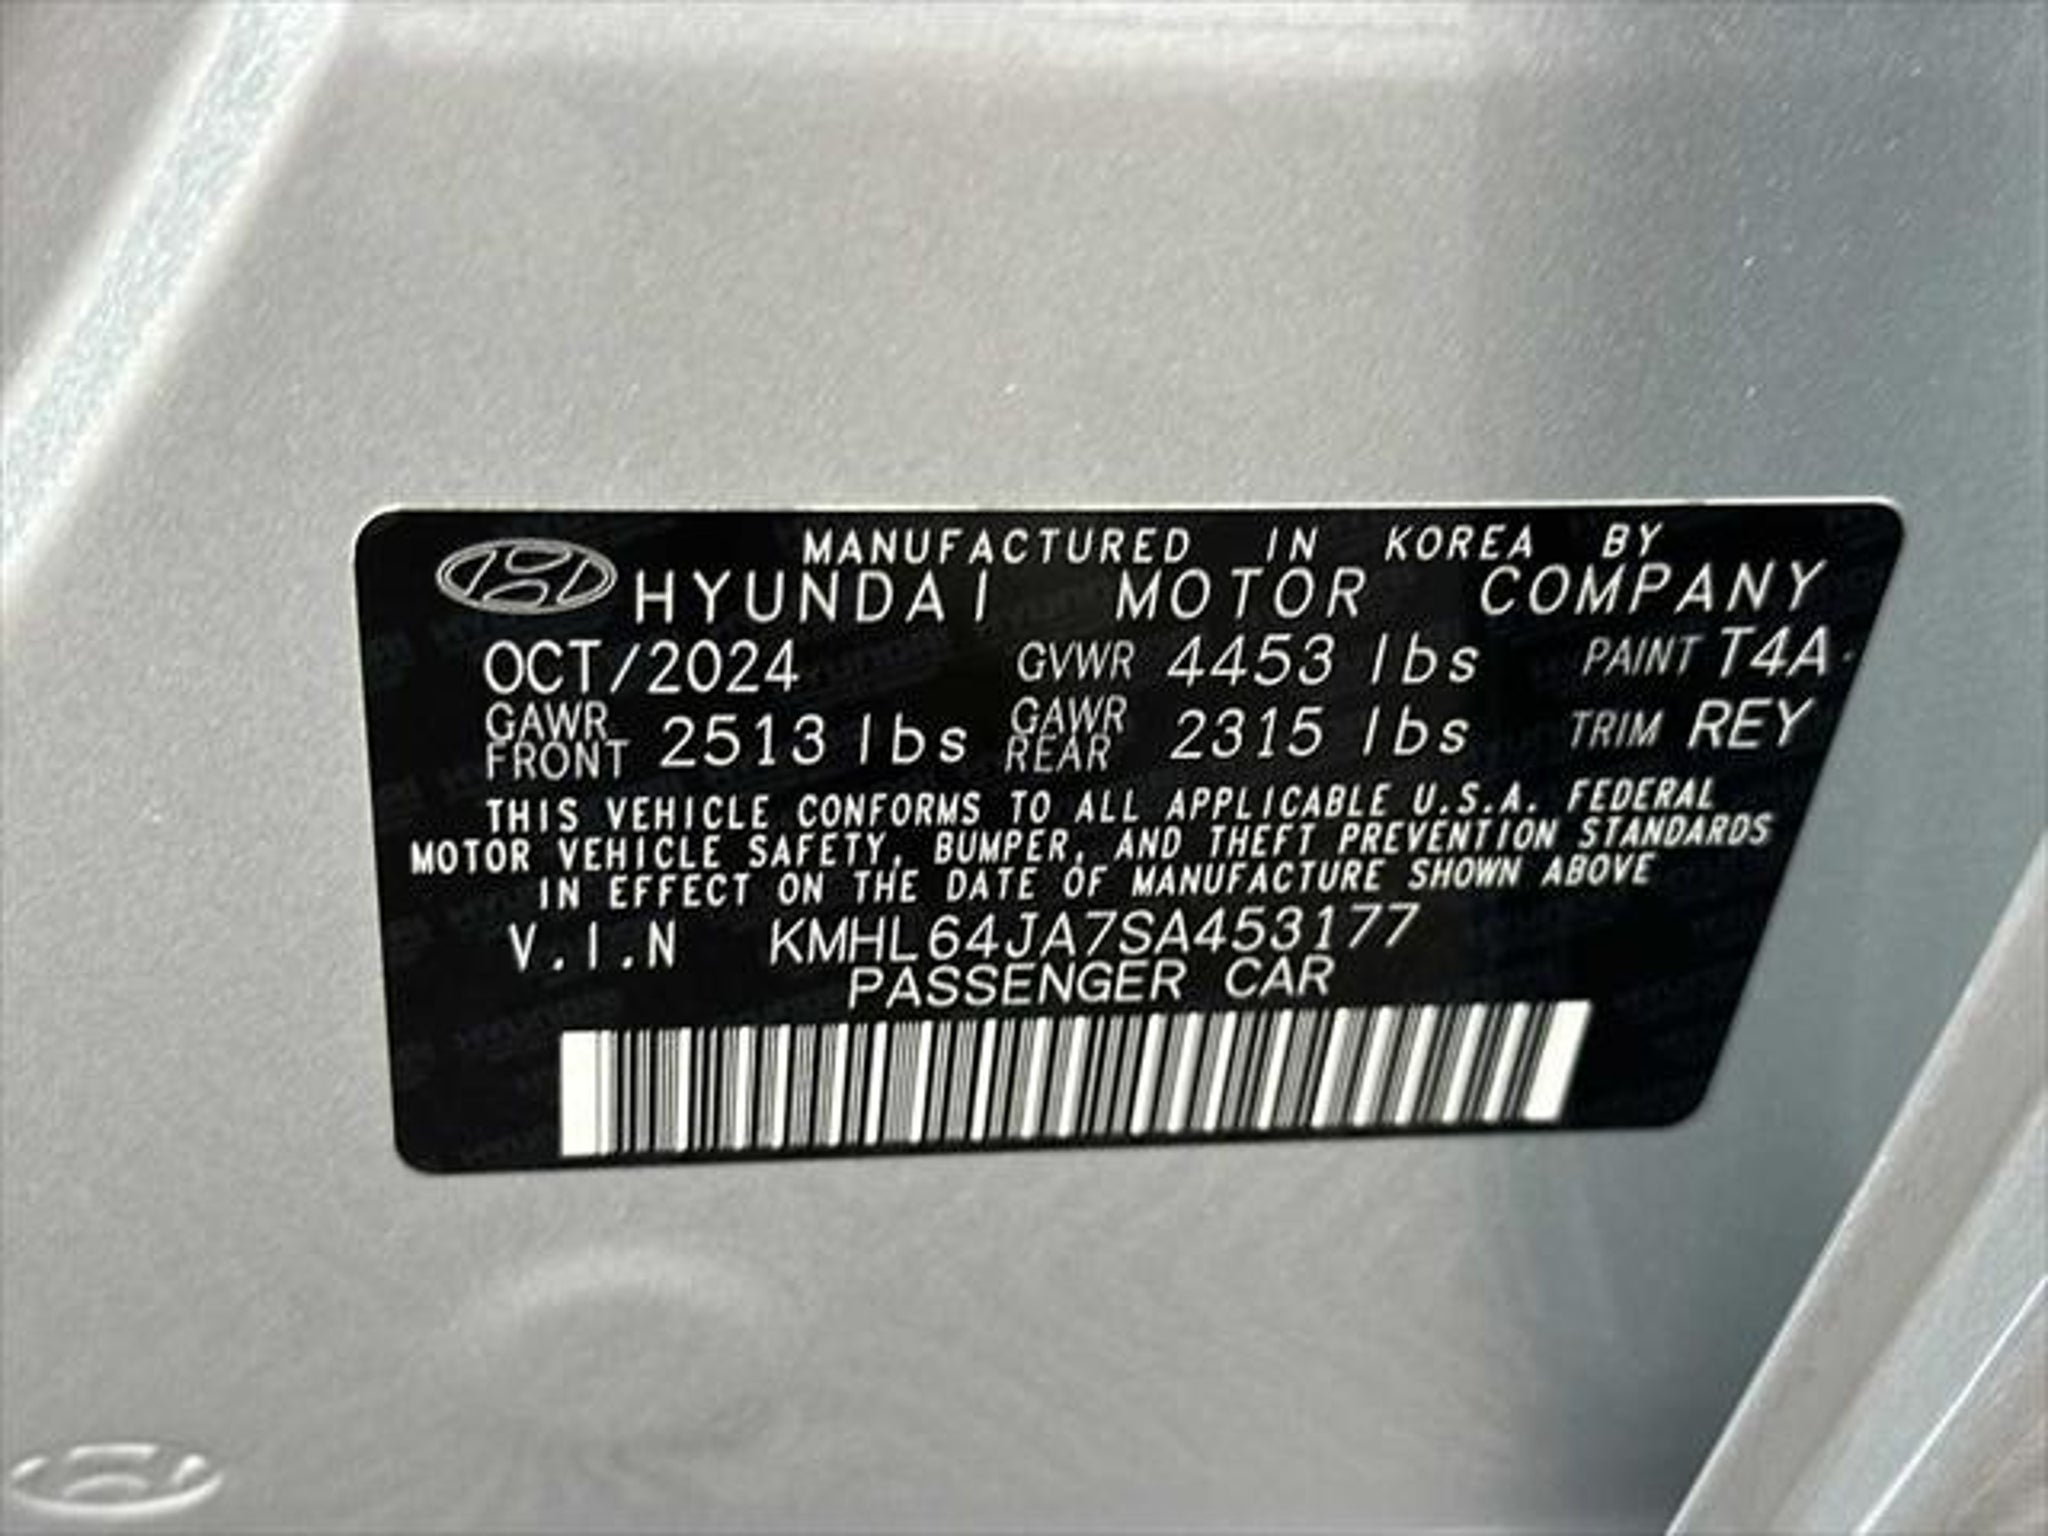 MANUFACTURED IN KOREA BY
HYUNDAI MOTOR COMPANY
OCT/2024 GVWR 4453 lbs PAINT T4A
GAWR FRONT 2513 lbs GAWR REAR 2315 lbs TRIM REY
THIS VEHICLE CONFORMS TO ALL APPLICABLE U.S.A. FEDERAL
MOTOR VEHICLE SAFETY, BUMPER, AND THEFT PREVENTION STANDARDS
IN EFFECT ON THE DATE OF MANUFACTURE SHOWN ABOVE
V.I.N KMHL64JA7SA453177
PASSENGER CAR